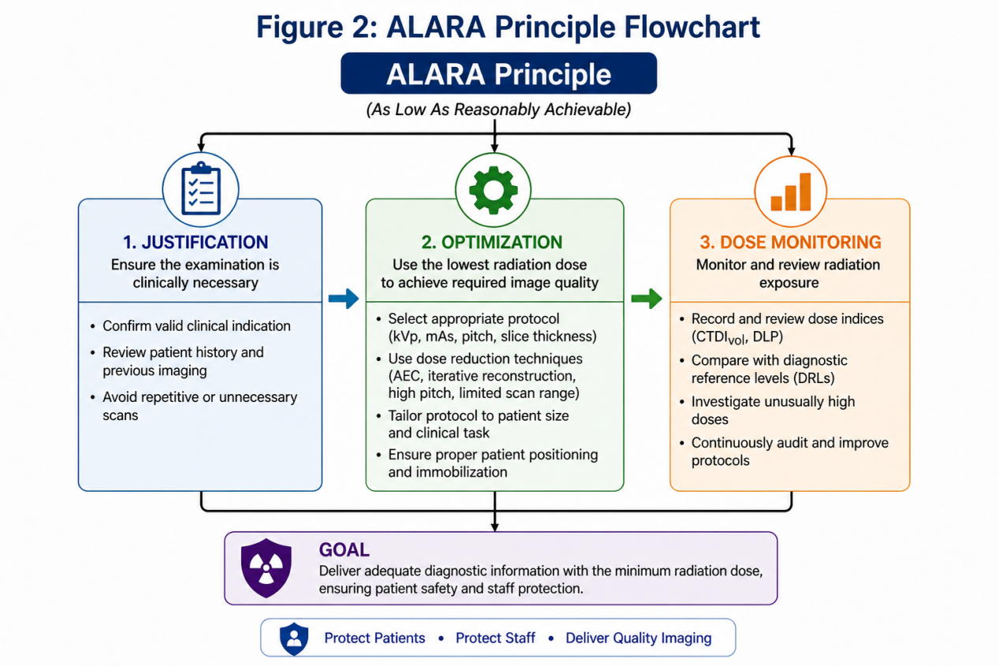 Figure 2: ALARA Principle Flowchart
ALARA Principle
(As Low As Reasonably Achievable)
1. JUSTIFICATION
Ensure the examination is
clinically necessary
• Confirm valid clinical indication
• Review patient history and
previous imaging
• Avoid repetitive or unnecessary
scans
2. OPTIMIZATION
Use the lowest radiation dose
to achieve required image quality
• Select appropriate protocol
(kVp, mAs, pitch, slice thickness)
• Use dose reduction techniques
(AEC, iterative reconstruction,
high pitch, limited scan range)
• Tailor protocol to patient size
and clinical task
• Ensure proper patient positioning
and immobilization
3. DOSE MONITORING
Monitor and review radiation
exposure
• Record and review dose indices
(CTDIvol, DLP)
• Compare with diagnostic
reference levels (DRLs)
• Investigate unusually high
doses
• Continuously audit and improve
protocols
GOAL
Deliver adequate diagnostic information with the minimum radiation dose,
ensuring patient safety and staff protection.
Protect Patients • Protect Staff • Deliver Quality Imaging